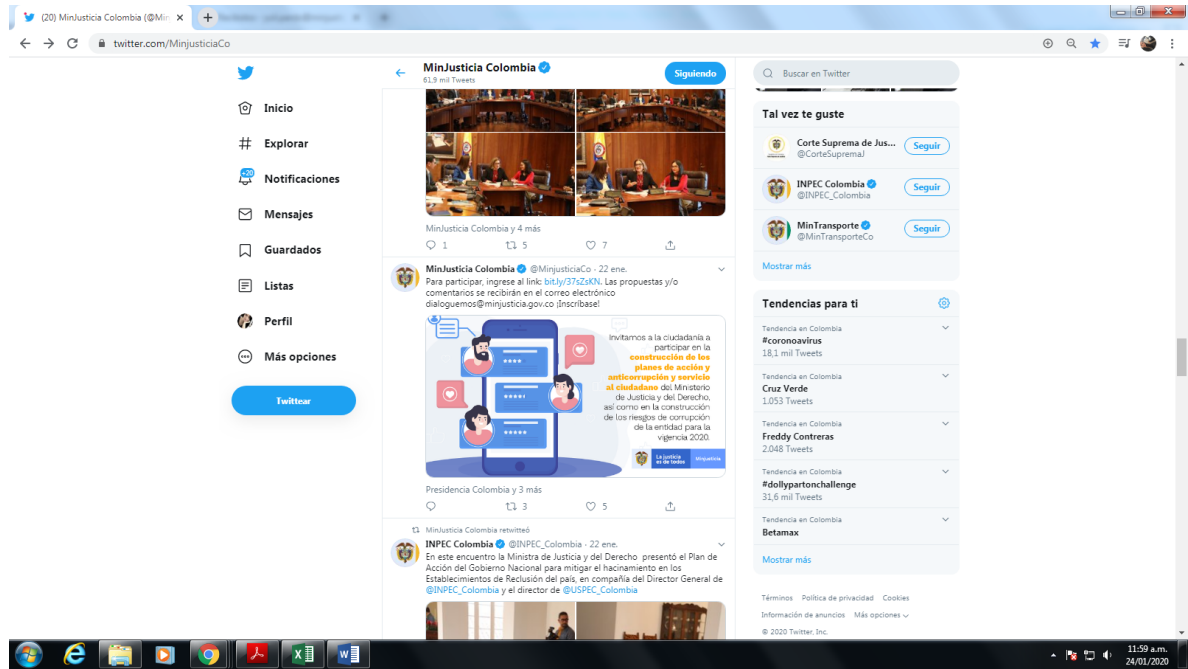 (20) MinJusticia Colombia (@Min
twitter.com/MinjusticiaCo
Inicio
Explorar
+20
Notificaciones
Mensajes
Guardados
Listas
Perfil
Más opciones
Twittear
MinJusticia Colombia
61,9 mil Tweets
Siguiendo
MinJusticia Colombia y 4 más
1 5 7
MinJusticia Colombia @MinjusticiaCo · 22 ene.
Para participar, ingrese al link: bit.ly/37sZsKN. Las propuestas y/o
comentarios se recibirán en el correo electrónico
dialoguemos@minjusticia.gov.co ¡Inscríbase!
Invitamos a la ciudadanía a
participar en la
construcción de los
planes de acción y
anticorrupción y servicio
al ciudadano del Ministerio
de Justicia y del Derecho,
así como en la construcción
de los riesgos de corrupción
de la entidad para la
vigencia 2020.
La justicia
es de todos
Minjusticia
Presidencia Colombia y 3 más
3 5
MinJusticia Colombia retwitteó
INPEC Colombia @INPEC_Colombia · 22 ene.
En este encuentro la Ministra de Justicia y del Derecho presentó el Plan de
Acción del Gobierno Nacional para mitigar el hacinamiento en los
Establecimientos de Reclusión del país, en compañía del Director General de
@INPEC_Colombia y el director de @USPEC_Colombia
Buscar en Twitter
Tal vez te guste
Corte Suprema de Jus...
@CorteSupremaJ
Seguir
INPEC Colombia
@INPEC_Colombia
Seguir
MinTransporte
@MinTransporteCo
Seguir
Mostrar más
Tendencias para ti
Tendencia en Colombia
#coronoavirus
18,1 mil Tweets
Tendencia en Colombia
Cruz Verde
1.053 Tweets
Tendencia en Colombia
Freddy Contreras
2.048 Tweets
Tendencia en Colombia
#dollypartonchallenge
31,6 mil Tweets
Tendencia en Colombia
Betamax
Mostrar más
Términos Política de privacidad Cookies
Información de anuncios Más opciones
© 2020 Twitter, Inc.
11:59 a.m.
24/01/2020